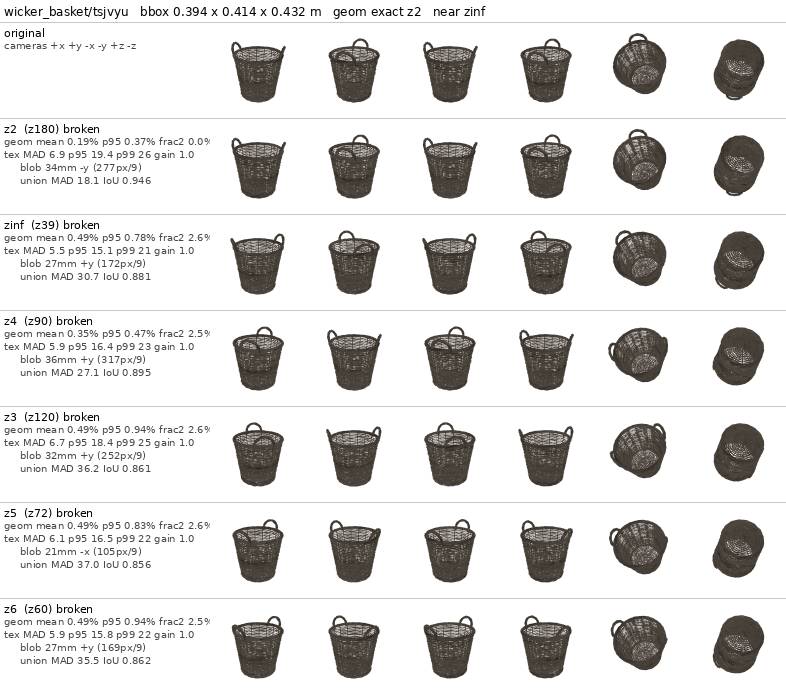 wicker_basket/tsjvyu   bbox 0.394 x 0.414 x 0.432 m   geom exact z2   near zinf
original
cameras +x +y -x -y +z -z
z2  (z180) broken
geom mean 0.19% p95 0.37% frac2 0.0%
tex MAD 6.9 p95 19.4 p99 26 gain 1.0
blob 34mm -y (277px/9)
union MAD 18.1 IoU 0.946
zinf  (z39) broken
geom mean 0.49% p95 0.78% frac2 2.6%
tex MAD 5.5 p95 15.1 p99 21 gain 1.0
blob 27mm +y (172px/9)
union MAD 30.7 IoU 0.881
z4  (z90) broken
geom mean 0.35% p95 0.47% frac2 2.5%
tex MAD 5.9 p95 16.4 p99 23 gain 1.0
blob 36mm +y (317px/9)
union MAD 27.1 IoU 0.895
z3  (z120) broken
geom mean 0.49% p95 0.94% frac2 2.6%
tex MAD 6.7 p95 18.4 p99 25 gain 1.0
blob 32mm +y (252px/9)
union MAD 36.2 IoU 0.861
z5  (z72) broken
geom mean 0.49% p95 0.83% frac2 2.6%
tex MAD 6.1 p95 16.5 p99 22 gain 1.0
blob 21mm -x (105px/9)
union MAD 37.0 IoU 0.856
z6  (z60) broken
geom mean 0.49% p95 0.94% frac2 2.5%
tex MAD 5.9 p95 15.8 p99 22 gain 1.0
blob 27mm +y (169px/9)
union MAD 35.5 IoU 0.862